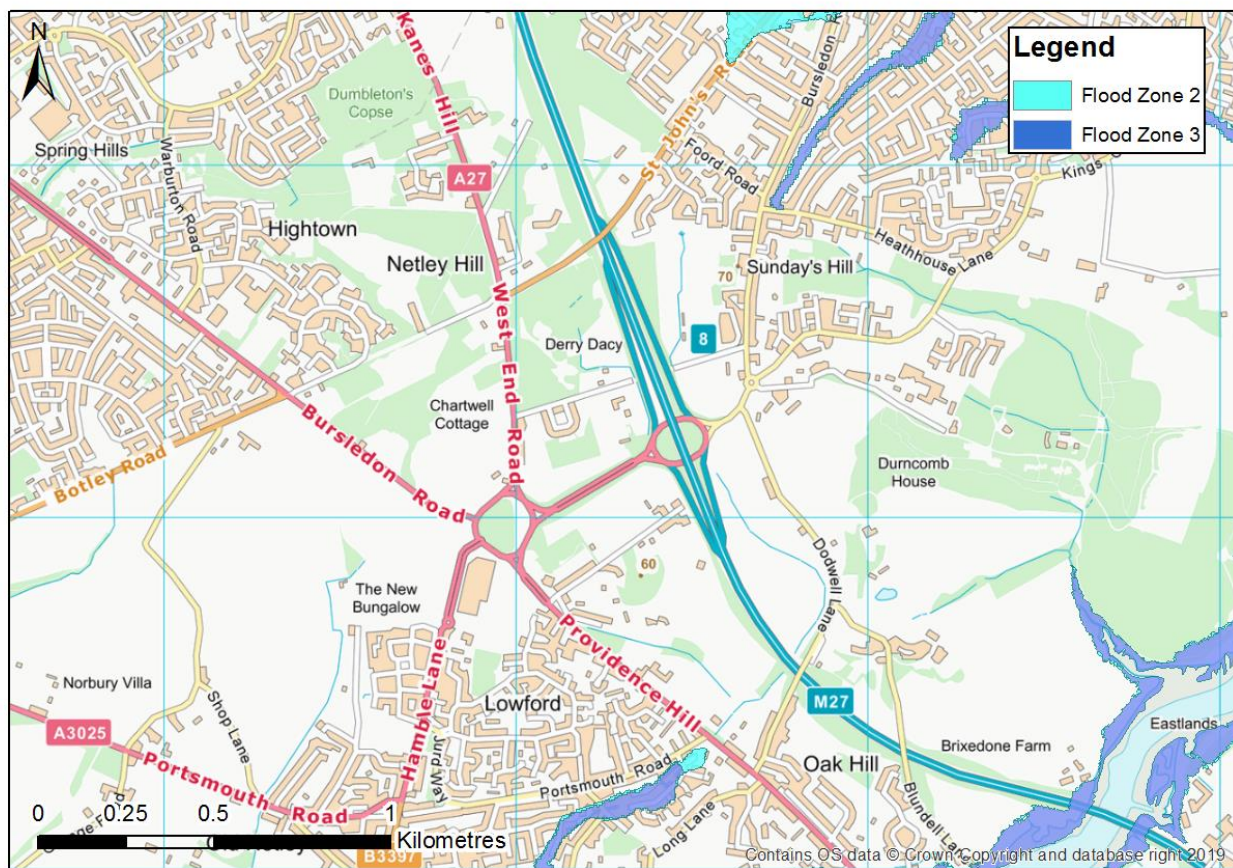 N
Kanes Hill
Dumbleton's
Copse
Spring Hills
Warburton Road
A27
St John's
Foord Road
Bursledon
Legend
Flood Zone 2
Flood Zone 3
Hightown
Netley Hill
70
Sunday's Hill
Heathhouse Lane
West End Road
Derry Dacy
8
Chartwell
Cottage
Bursledon Road
Botley Road
Durncomb
House
The New
Bungalow
60
Dodwell Lane
Providence Hill
Norbury Villa
Shop Lane
Hamble Lane
Lowford
M27
Eastlands
A3025
Jurd Way
Brixedone Farm
Portsmouth Road
Portsmouth Road
Oak Hill
Long Lane
Blundell
0 0.25 0.5 1
Kilometres
B3397
Contains OS data © Crown Copyright and database right 2019